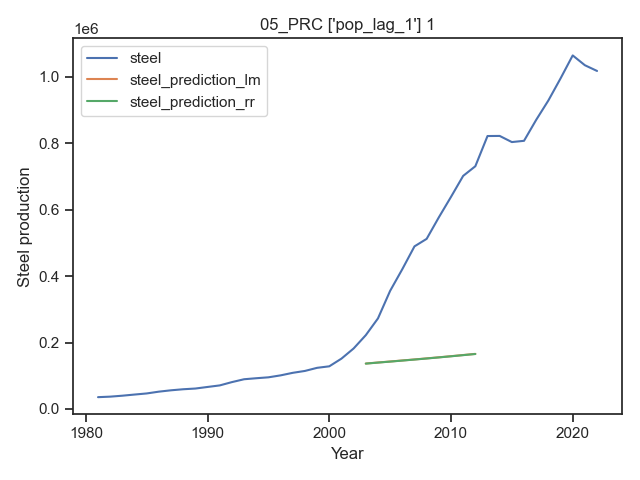 05_PRC ['pop_lag_1'] 1
1e6
steel
steel_prediction_lm
steel_prediction_rr
1.0
0.8
0.6
0.4
0.2
0.0
Steel production
1980 1990 2000 2010 2020
Year